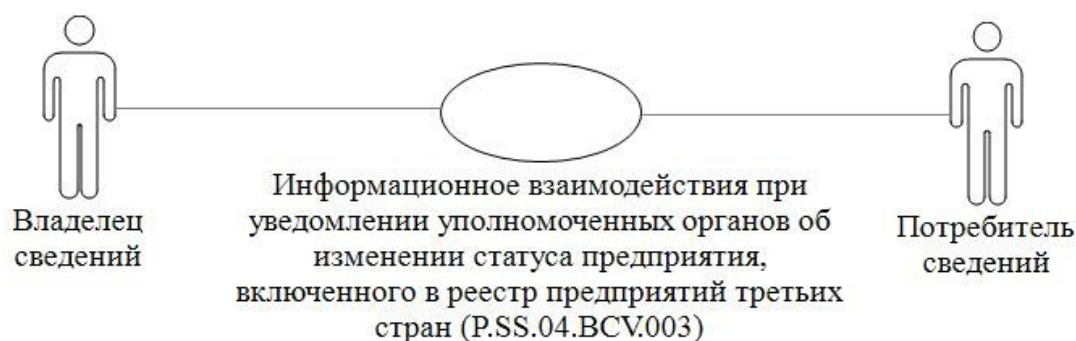 Владелец
сведений
Информационное взаимодействия при
уведомлении уполномоченных органов об
изменении статуса предприятия,
включенного в реестр предприятий третьих
стран (P.SS.04.BCV.003)
Потребитель
сведений